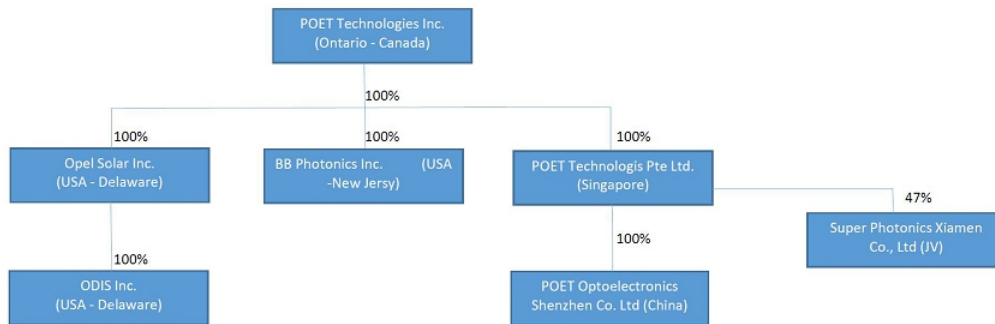 POET Technologies Inc.
(Ontario - Canada)
100%
100%
100%
100%
Opel Solar Inc.
(USA - Delaware)
BB Photonics Inc. (USA
-New Jersy)
POET Technologis Pte Ltd.
(Singapore)
47%
Super Photonics Xiamen
Co., Ltd (JV)
100%
100%
ODIS Inc.
(USA - Delaware)
POET Optoelectronics
Shenzhen Co. Ltd (China)